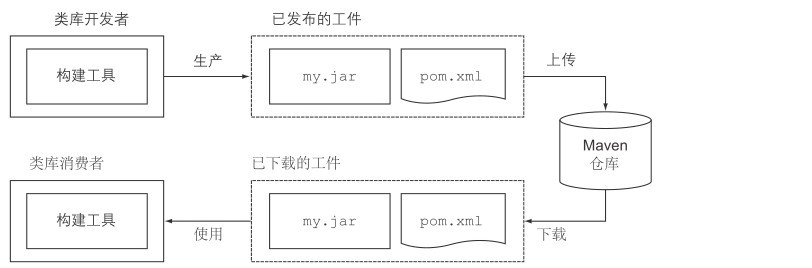 类库开发者
已发布的工件
构建工具
生产
my.jar
pom.xml
上传
Maven
仓库
类库消费者
已下载的工件
构建工具
使用
my.jar
pom.xml
下载